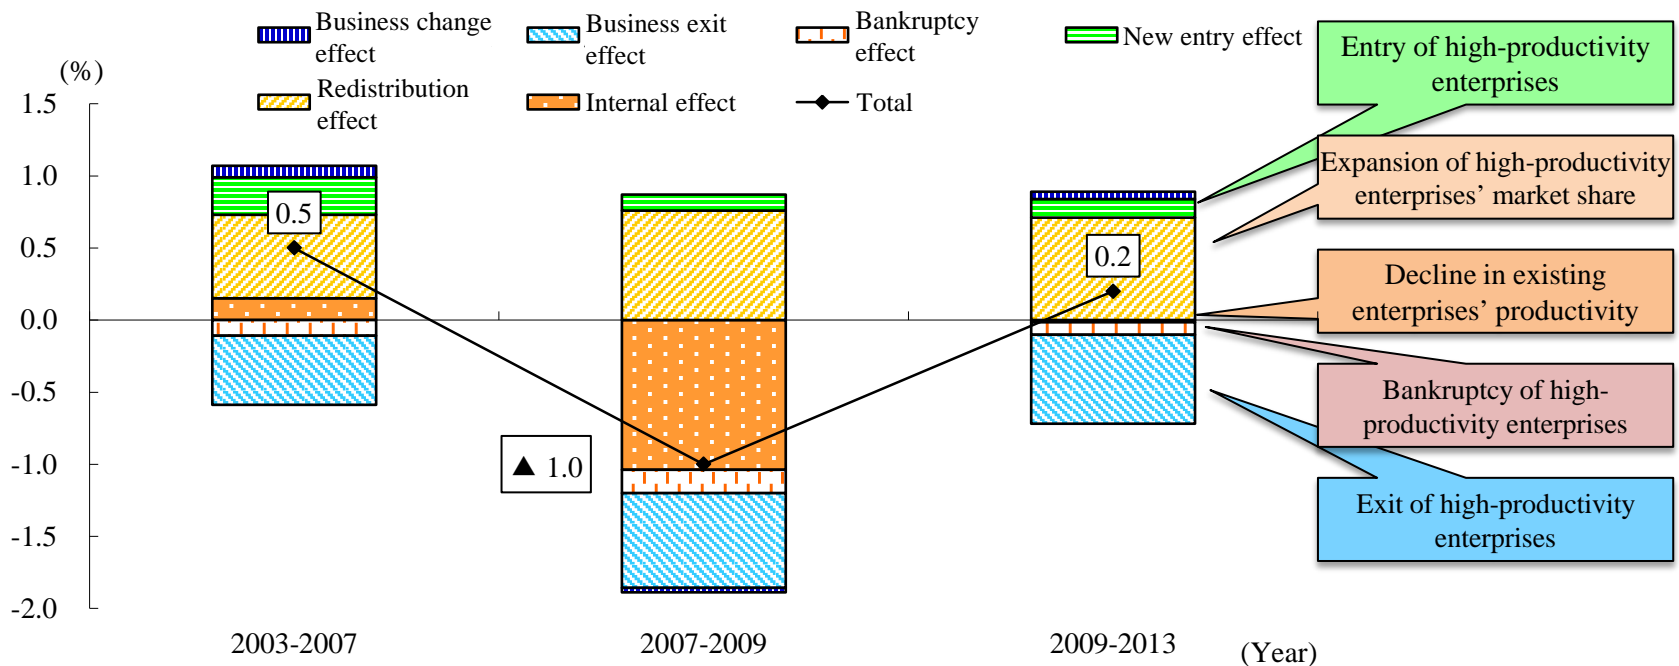 Business change
effect
Business exit
effect
Bankruptcy
effect
New entry effect
Redistribution
effect
Internal effect
Total
(%)
1.5
1.0
0.5
0.0
-0.5
-1.0
-1.5
-2.0
0.5
▲ 1.0
0.2
2003-2007
2007-2009
2009-2013
(Year)
Entry of high-productivity
enterprises
Expansion of high-productivity
enterprises’ market share
Decline in existing
enterprises’ productivity
Bankruptcy of high-
productivity enterprises
Exit of high-productivity
enterprises